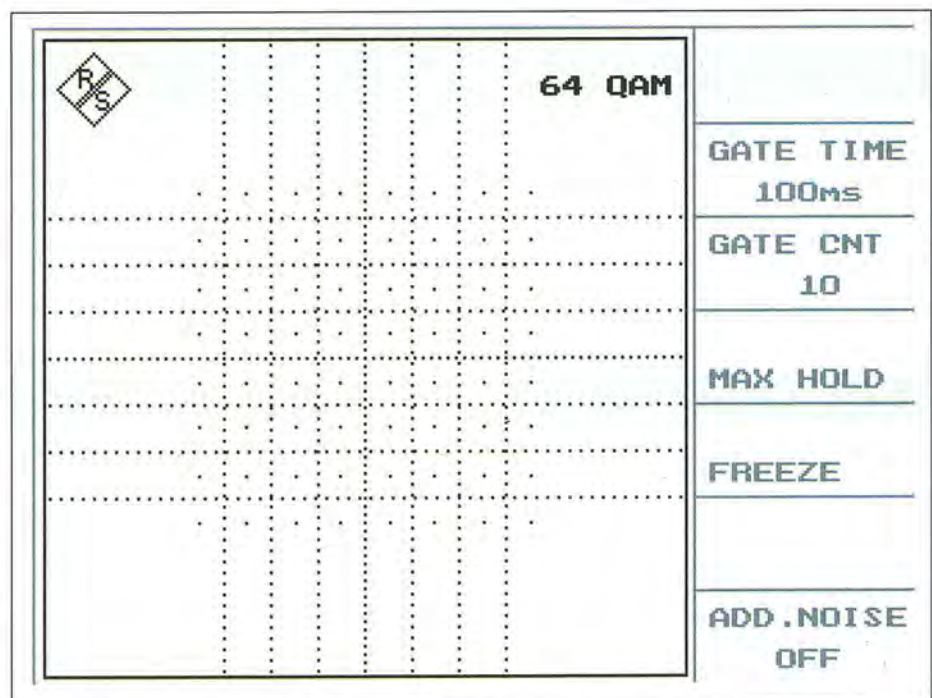 R
S
64 QAM
GATE TIME
100ms
GATE CNT
10
MAX HOLD
FREEZE
ADD.NOISE
OFF